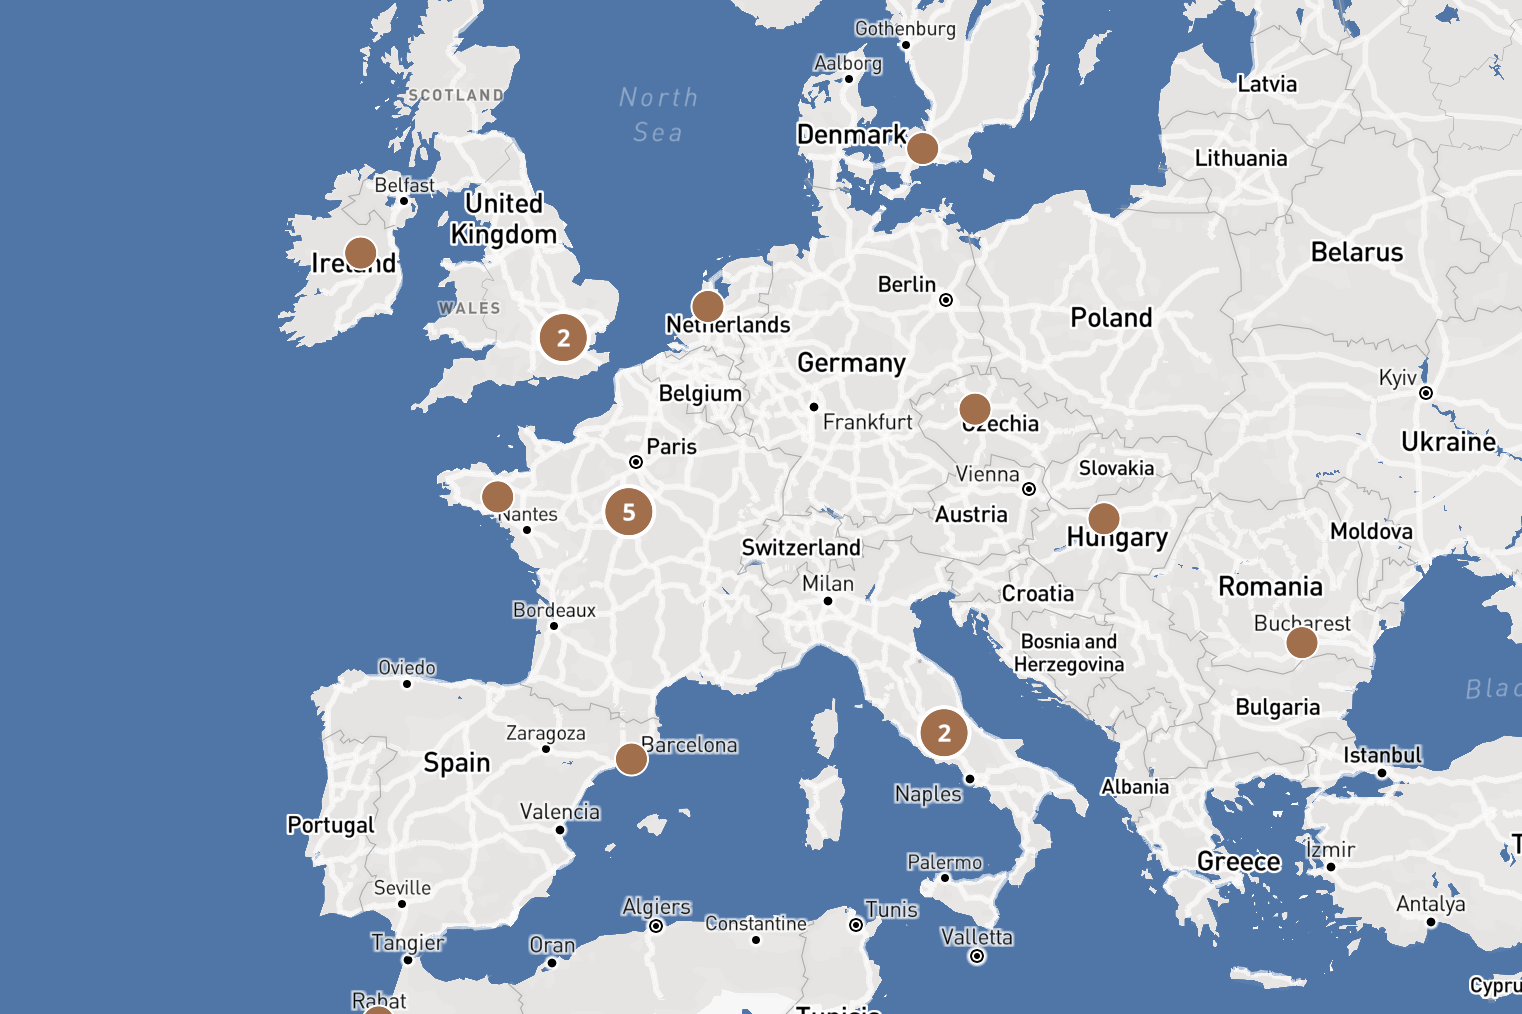 Gothenburg
Aalborg
Latvia
SCOTLAND
North
Sea
Denmark
Lithuania
Belfast
United
Kingdom
Belarus
Ireland
Berlin
WALES
Netherlands
Poland
2
Germany
Kyiv
Belgium
Frankfurt
Czechia
Ukraine
Paris
Slovakia
Vienna
5
Nantes
Austria
Hungary
Moldova
Switzerland
Milan
Croatia
Romania
Bordeaux
Bucharest
Bosnia and
Herzegovina
Oviedo
Blac
Bulgaria
Zaragoza
Barcelona
2
Spain
Istanbul
Naples
Albania
Valencia
Portugal
T
İzmir
Palermo
Greece
Seville
Algiers
Constantine
Tunis
Antalya
Tangier
Oran
Valletta
Cypru
Rabat
Tunisia